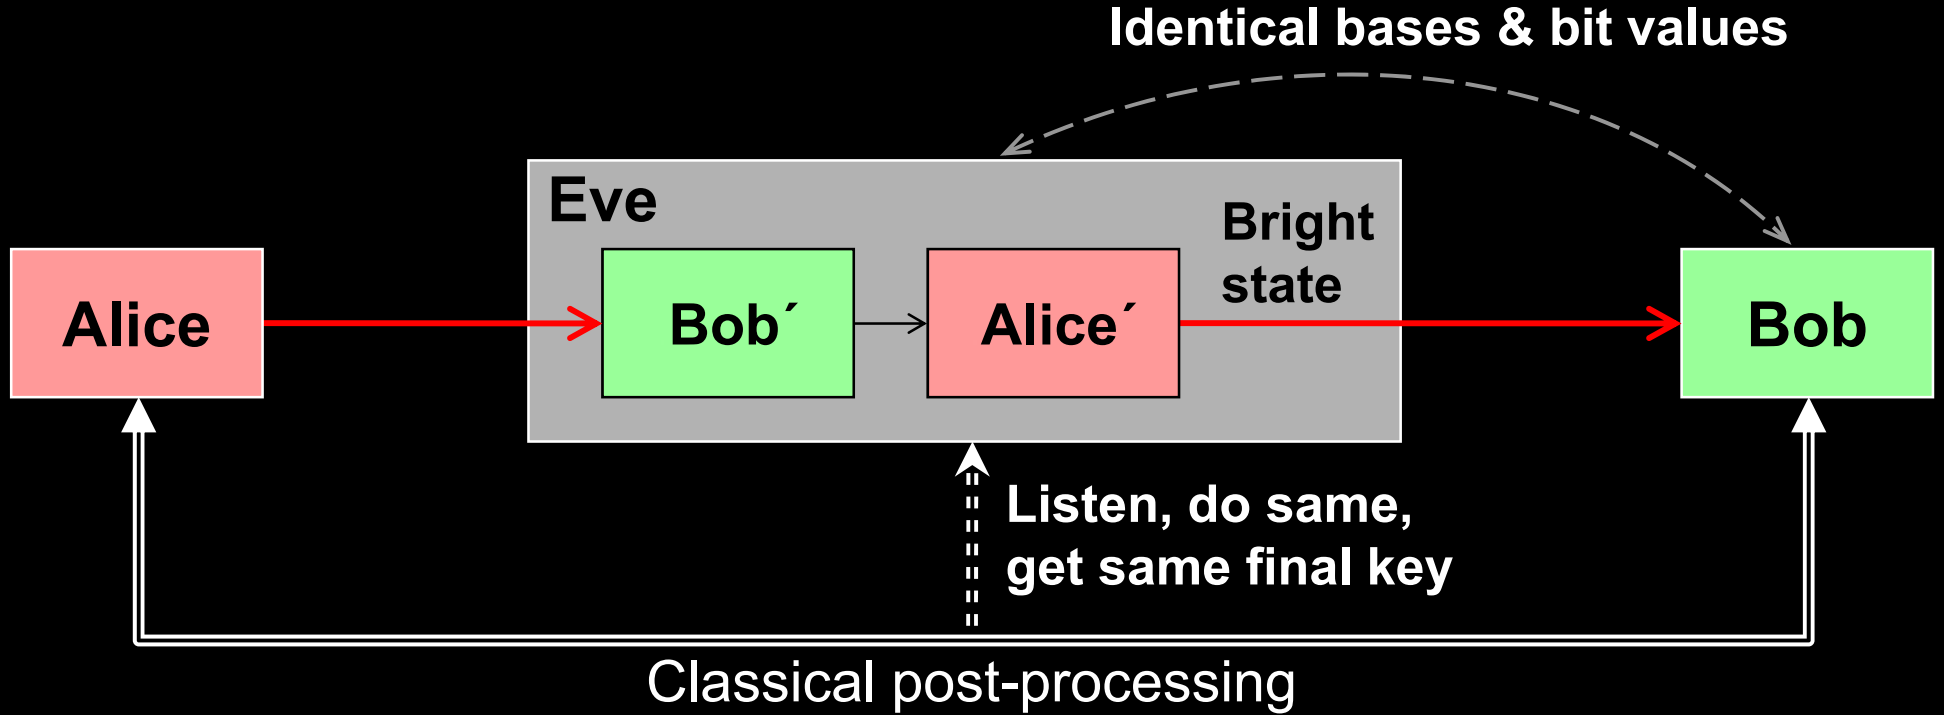 Identical bases & bit values
Eve
Bright
state
Alice
Bob´
Alice´
Bob
Listen, do same,
get same final key
Classical post-processing